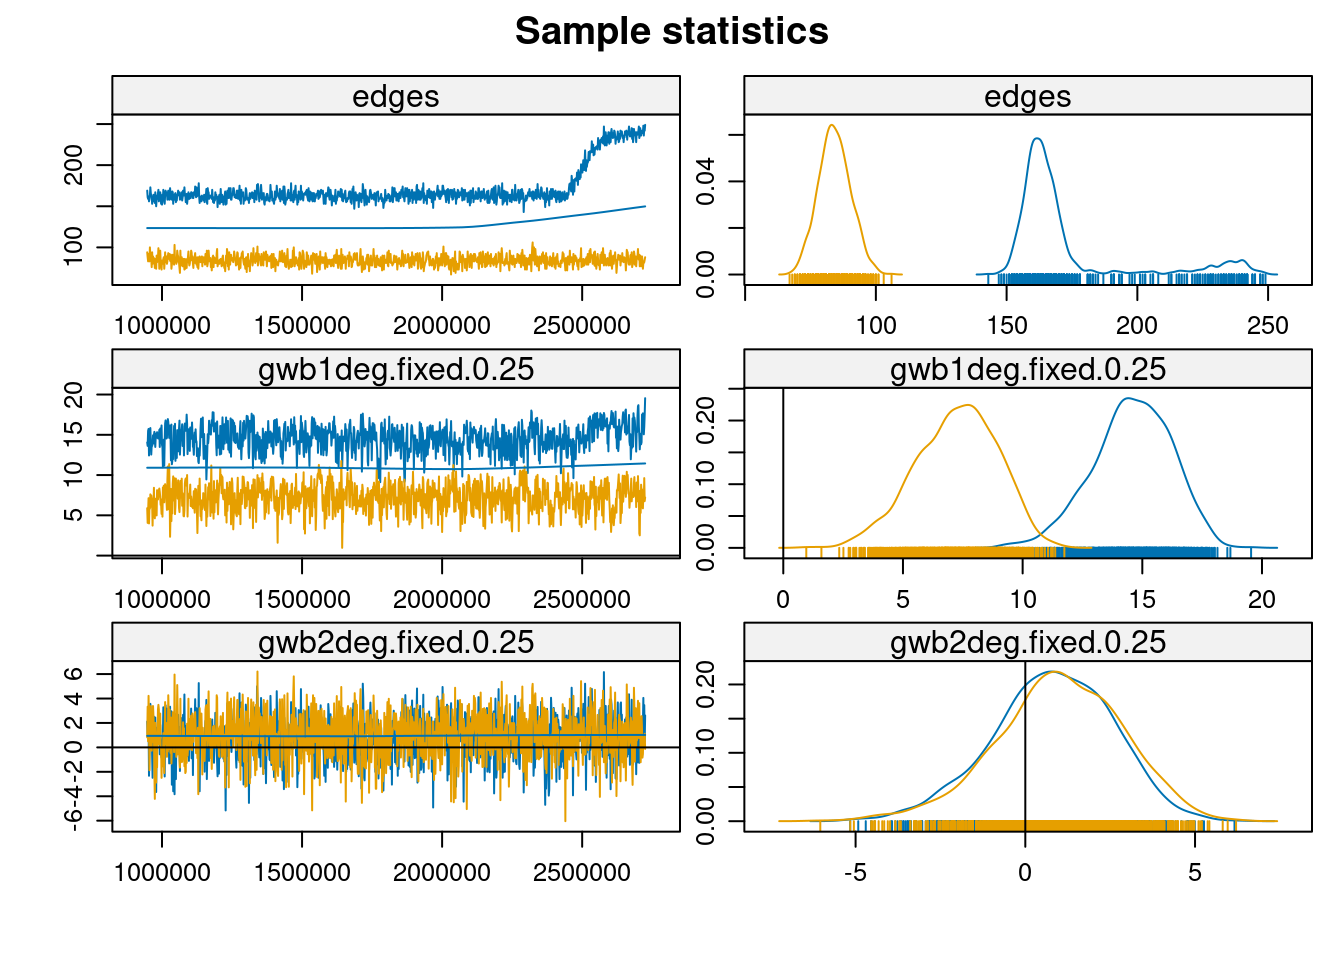 Sample statistics
edges
100 200
1000000 1500000 2000000 2500000
edges
0.00 0.04
100 150 200 250
gwb1deg.fixed.0.25
5 10 15 20
1000000 1500000 2000000 2500000
gwb1deg.fixed.0.25
0.00 0.10 0.20
0 5 10 15 20
gwb2deg.fixed.0.25
-6 -4 -2 0 2 4 6
1000000 1500000 2000000 2500000
gwb2deg.fixed.0.25
0.00 0.10 0.20
-5 0 5